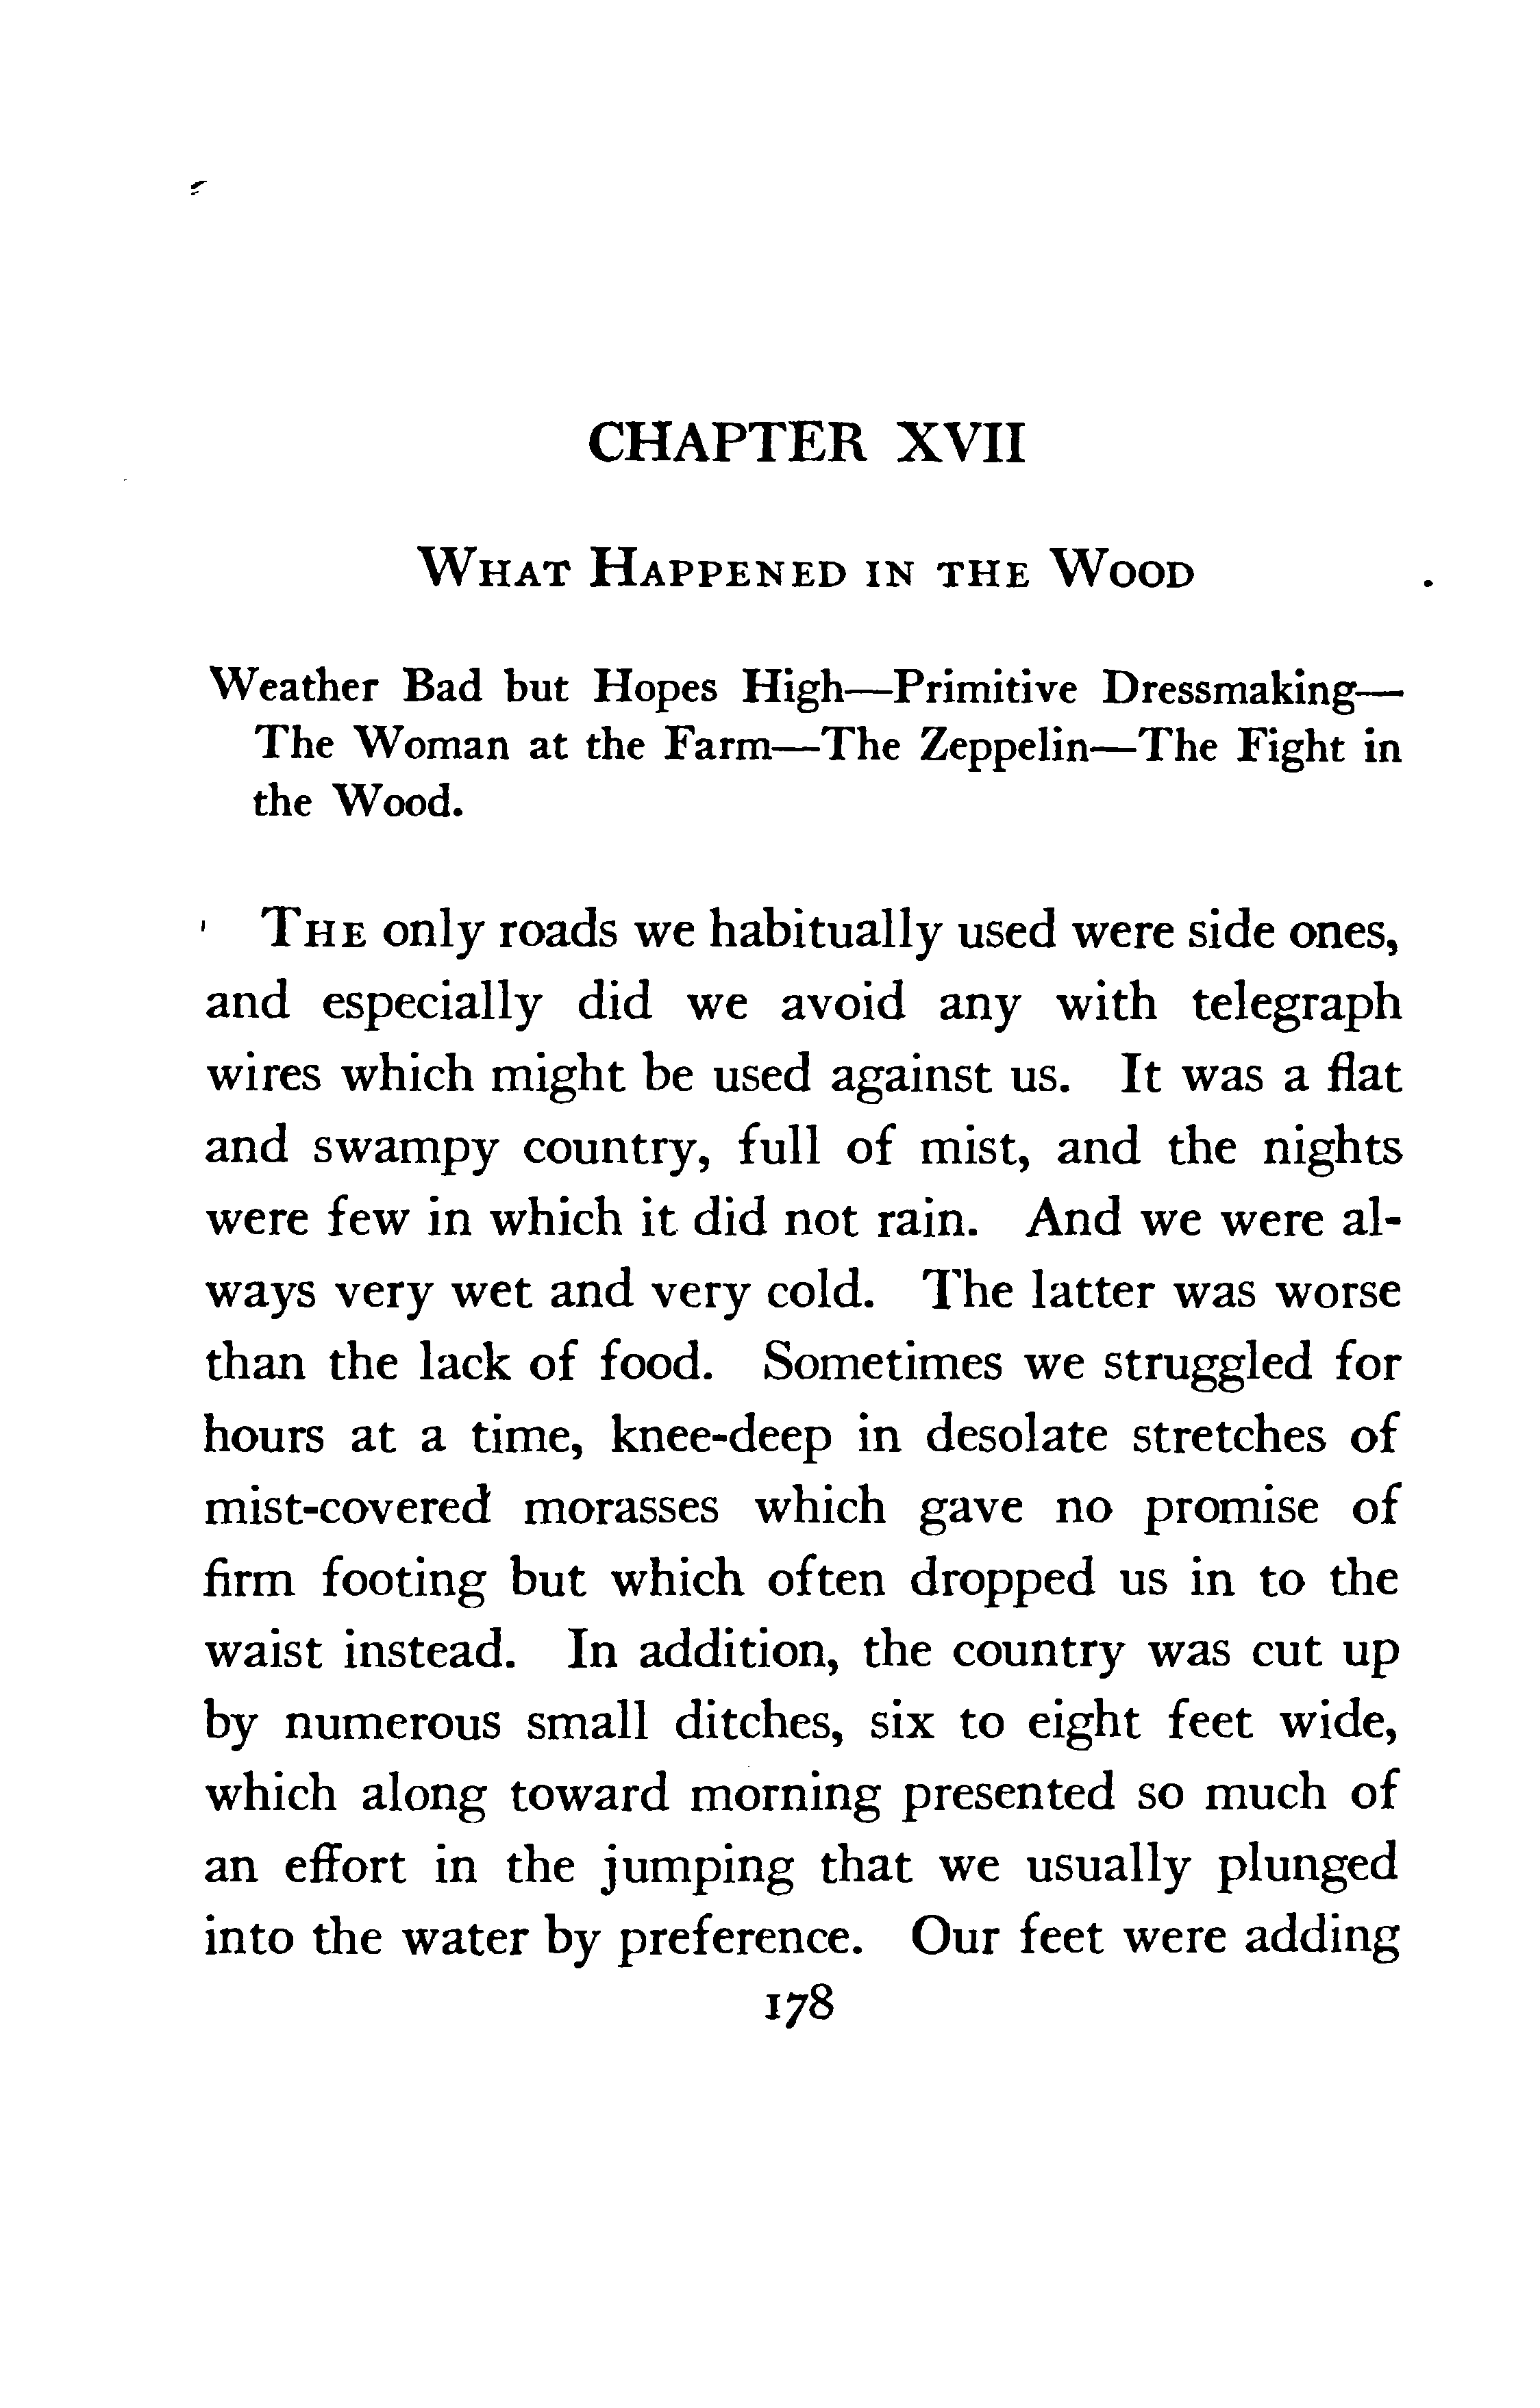 CHAPTER XVII
WHAT HAPPENED IN THE WOOD
Weather Bad but Hopes High—Primitive Dressmaking—
The Woman at the Farm—The Zeppelin—The Fight in
the Wood.
THE only roads we habitually used were side ones,
and especially did we avoid any with telegraph
wires which might be used against us. It was a flat
and swampy country, full of mist, and the nights
were few in which it did not rain. And we were al-
ways very wet and very cold. The latter was worse
than the lack of food. Sometimes we struggled for
hours at a time, knee-deep in desolate stretches of
mist-covered morasses which gave no promise of
firm footing but which often dropped us in to the
waist instead. In addition, the country was cut up
by numerous small ditches, six to eight feet wide,
which along toward morning presented so much of
an effort in the jumping that we usually plunged
into the water by preference. Our feet were adding
178